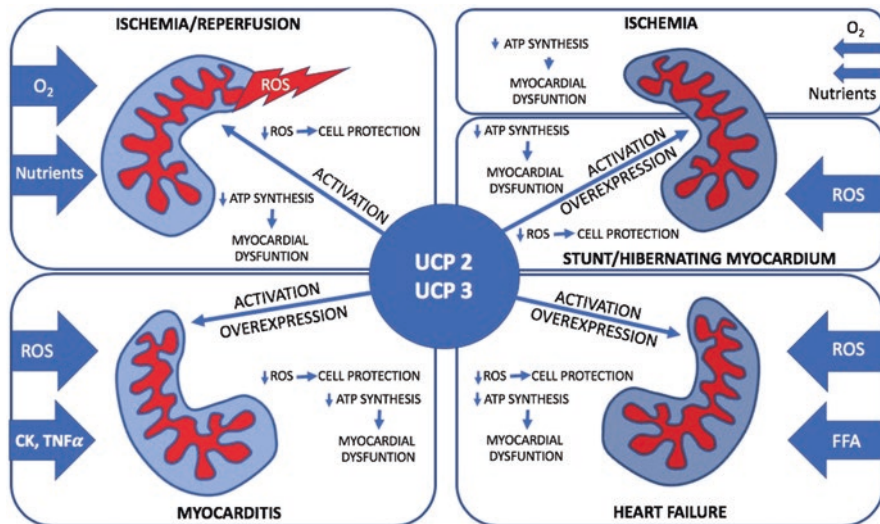 ISCHEMIA/REPERFUSION
O2
Nutrients
ROS
↓ ROS → CELL PROTECTION
↓ ATP SYNTHESIS
MYOCARDIAL
DYSFUNTION
ACTIVATION
ISCHEMIA
↓ ATP SYNTHESIS
MYOCARDIAL
DYSFUNTION
O2
Nutrients
↓ ATP SYNTHESIS
MYOCARDIAL
DYSFUNTION
ACTIVATION
OVEREXPRESSION
↓ ROS → CELL PROTECTION
ROS
STUNT/HIBERNATING MYOCARDIUM
UCP 2
UCP 3
ACTIVATION
OVEREXPRESSION
ROS
CK, TNFα
↓ ROS → CELL PROTECTION
↓ ATP SYNTHESIS
MYOCARDIAL
DYSFUNTION
MYOCARDITIS
ACTIVATION
OVEREXPRESSION
↓ ROS → CELL PROTECTION
↓ ATP SYNTHESIS
MYOCARDIAL
DYSFUNTION
ROS
FFA
HEART FAILURE